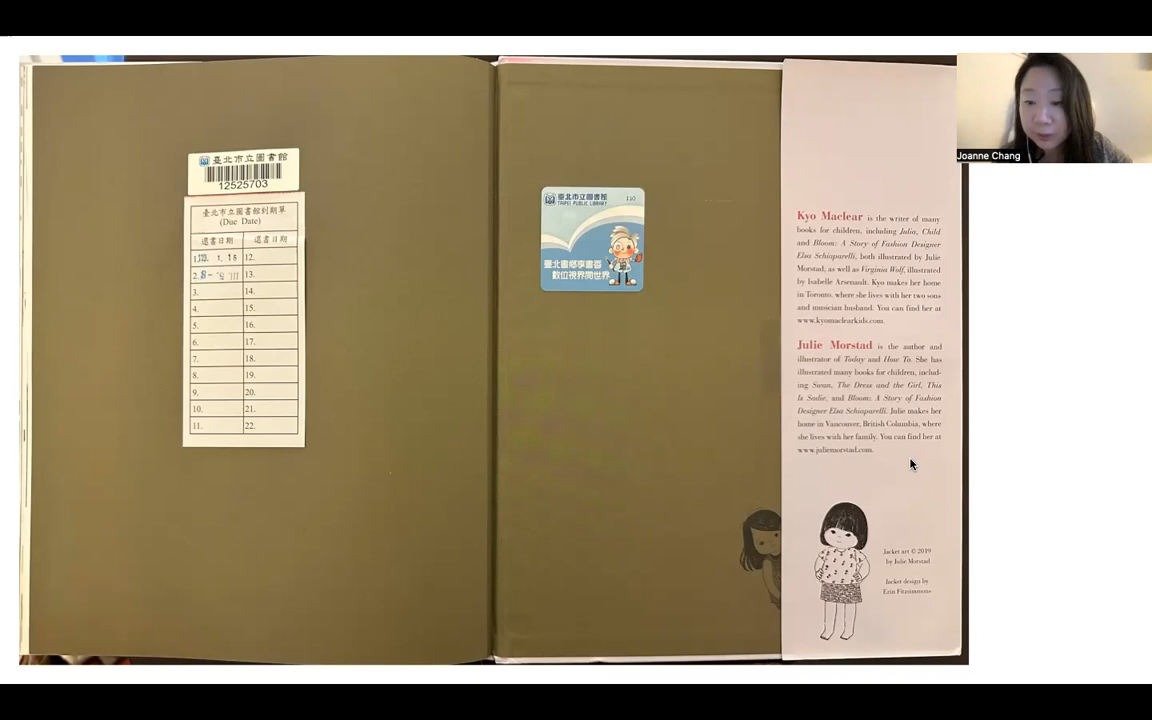 臺北市立圖書館
12525703
臺北市立圖書館到期單
(Due Date)
還書日期 還書日期
1. 12.
2. 13.
3. 14.
4. 15.
5. 16.
6. 17.
7. 18.
8. 19.
9. 20.
10. 21.
11. 22.
臺北市立圖書館 110
TAIPEI PUBLIC LIBRARY
臺北書鄉享書香
數位視界閱世界
Kyo Maclear is the writer of many
books for children, including Julia, Child
and Bloom: A Story of Fashion Designer
Elsa Schiaparelli, both illustrated by Julie
Morstad, as well as Virginia Wolf, illustrated
by Isabelle Arsenault. Kyo makes her home
in Toronto, where she lives with her two sons
and musician husband. You can find her at
www.kyomaclearkids.com.
Julie Morstad is the author and
illustrator of Today and How To. She has
illustrated many books for children, includ-
ing Swan, The Dress and the Girl, This
Is Sadie, and Bloom: A Story of Fashion
Designer Elsa Schiaparelli. Julie makes her
home in Vancouver, British Columbia, where
she lives with her family. You can find her at
www.juliemorstad.com.
Jacket art © 2019
by Julie Morstad
Jacket design by
Erin Fitzsimmons
Joanne Chang